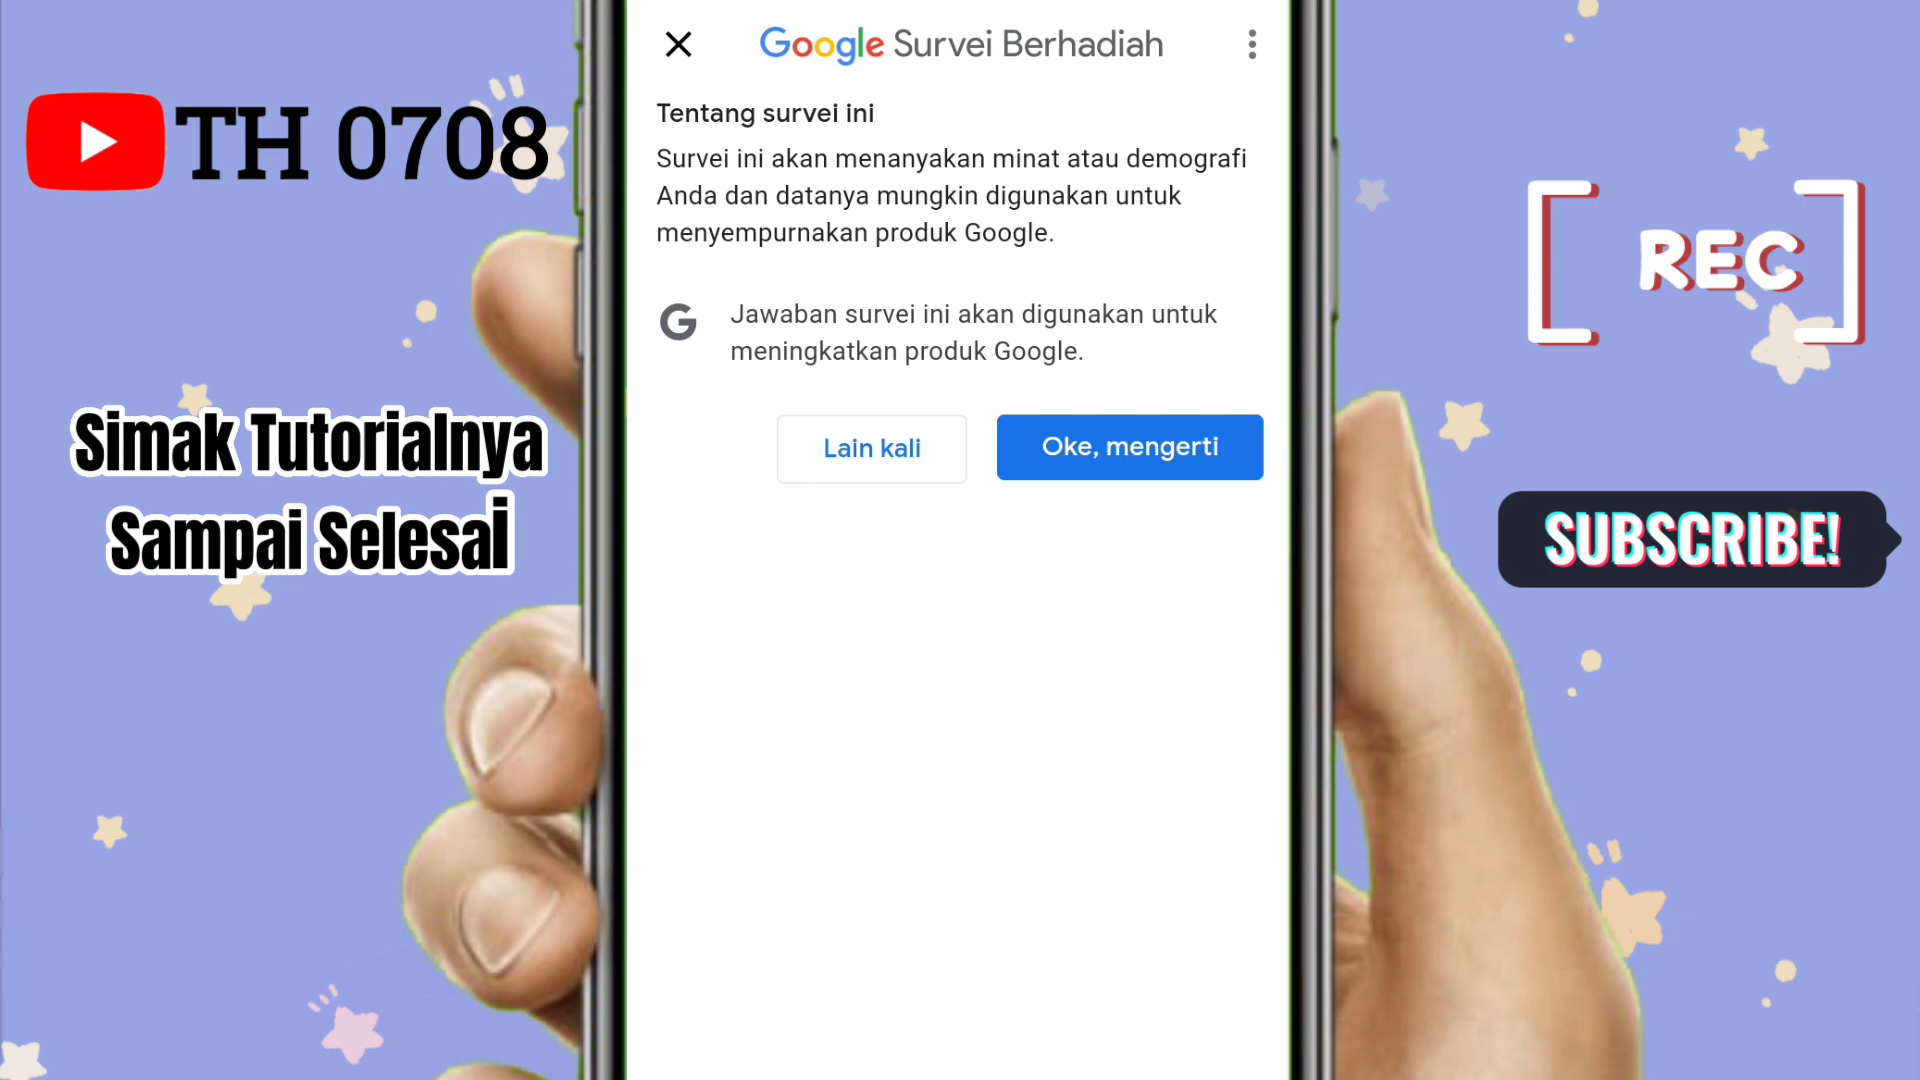 TH 0708
Simak Tutorialnya
Sampai Selesai
Google Survei Berhadiah
Tentang survei ini
Survei ini akan menanyakan minat atau demografi
Anda dan datanya mungkin digunakan untuk
menyempurnakan produk Google.
G
Jawaban survei ini akan digunakan untuk
meningkatkan produk Google.
Lain kali
Oke, mengerti
REC
SUBSCRIBE!